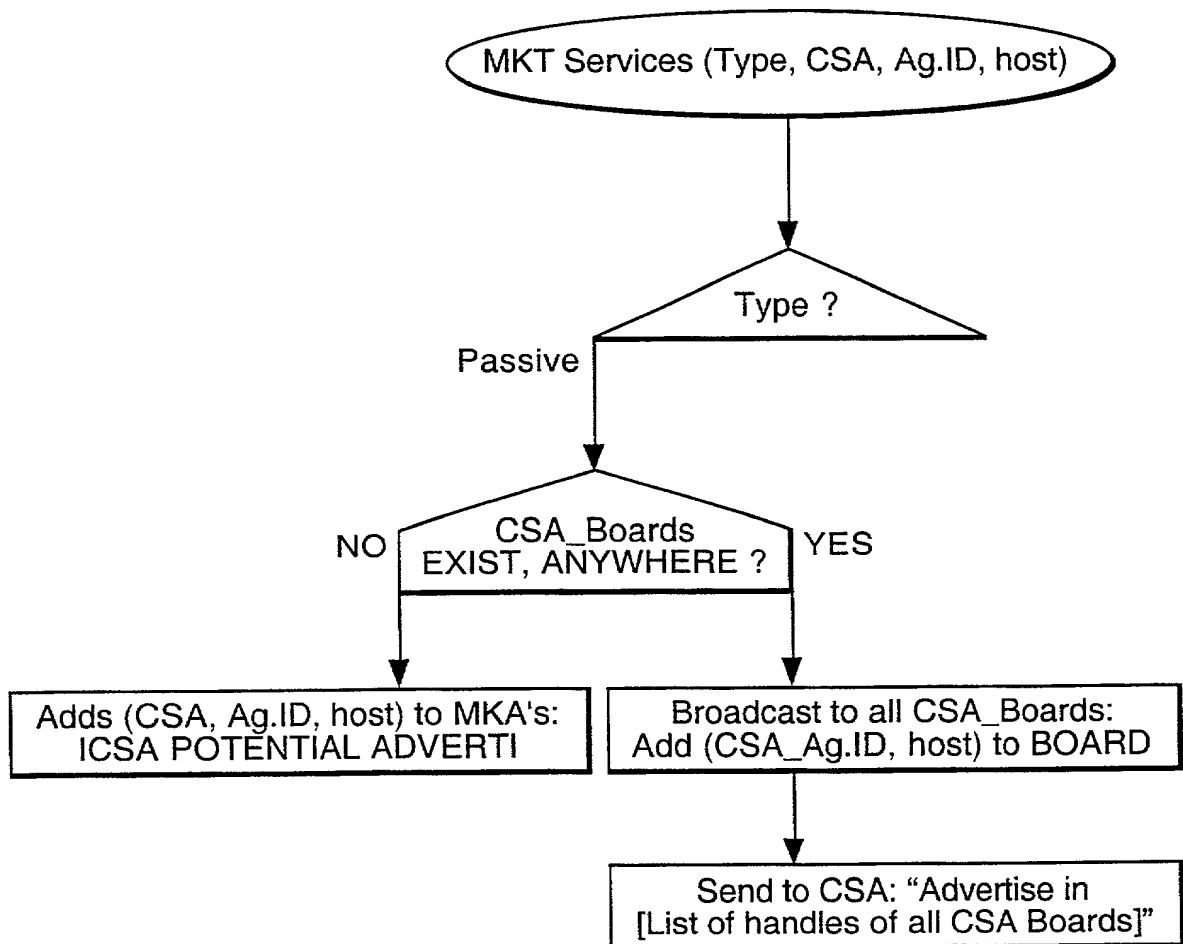 MKT Services (Type, CSA, Ag.ID, host)
Type ?
Passive
NO
CSA_Boards
EXIST, ANYWHERE ?
YES
Adds (CSA, Ag.ID, host) to MKA's:
ICSA POTENTIAL ADVERTI
Broadcast to all CSA_Boards:
Add (CSA_Ag.ID, host) to BOARD
Send to CSA: “Advertise in
[List of handles of all CSA Boards]”